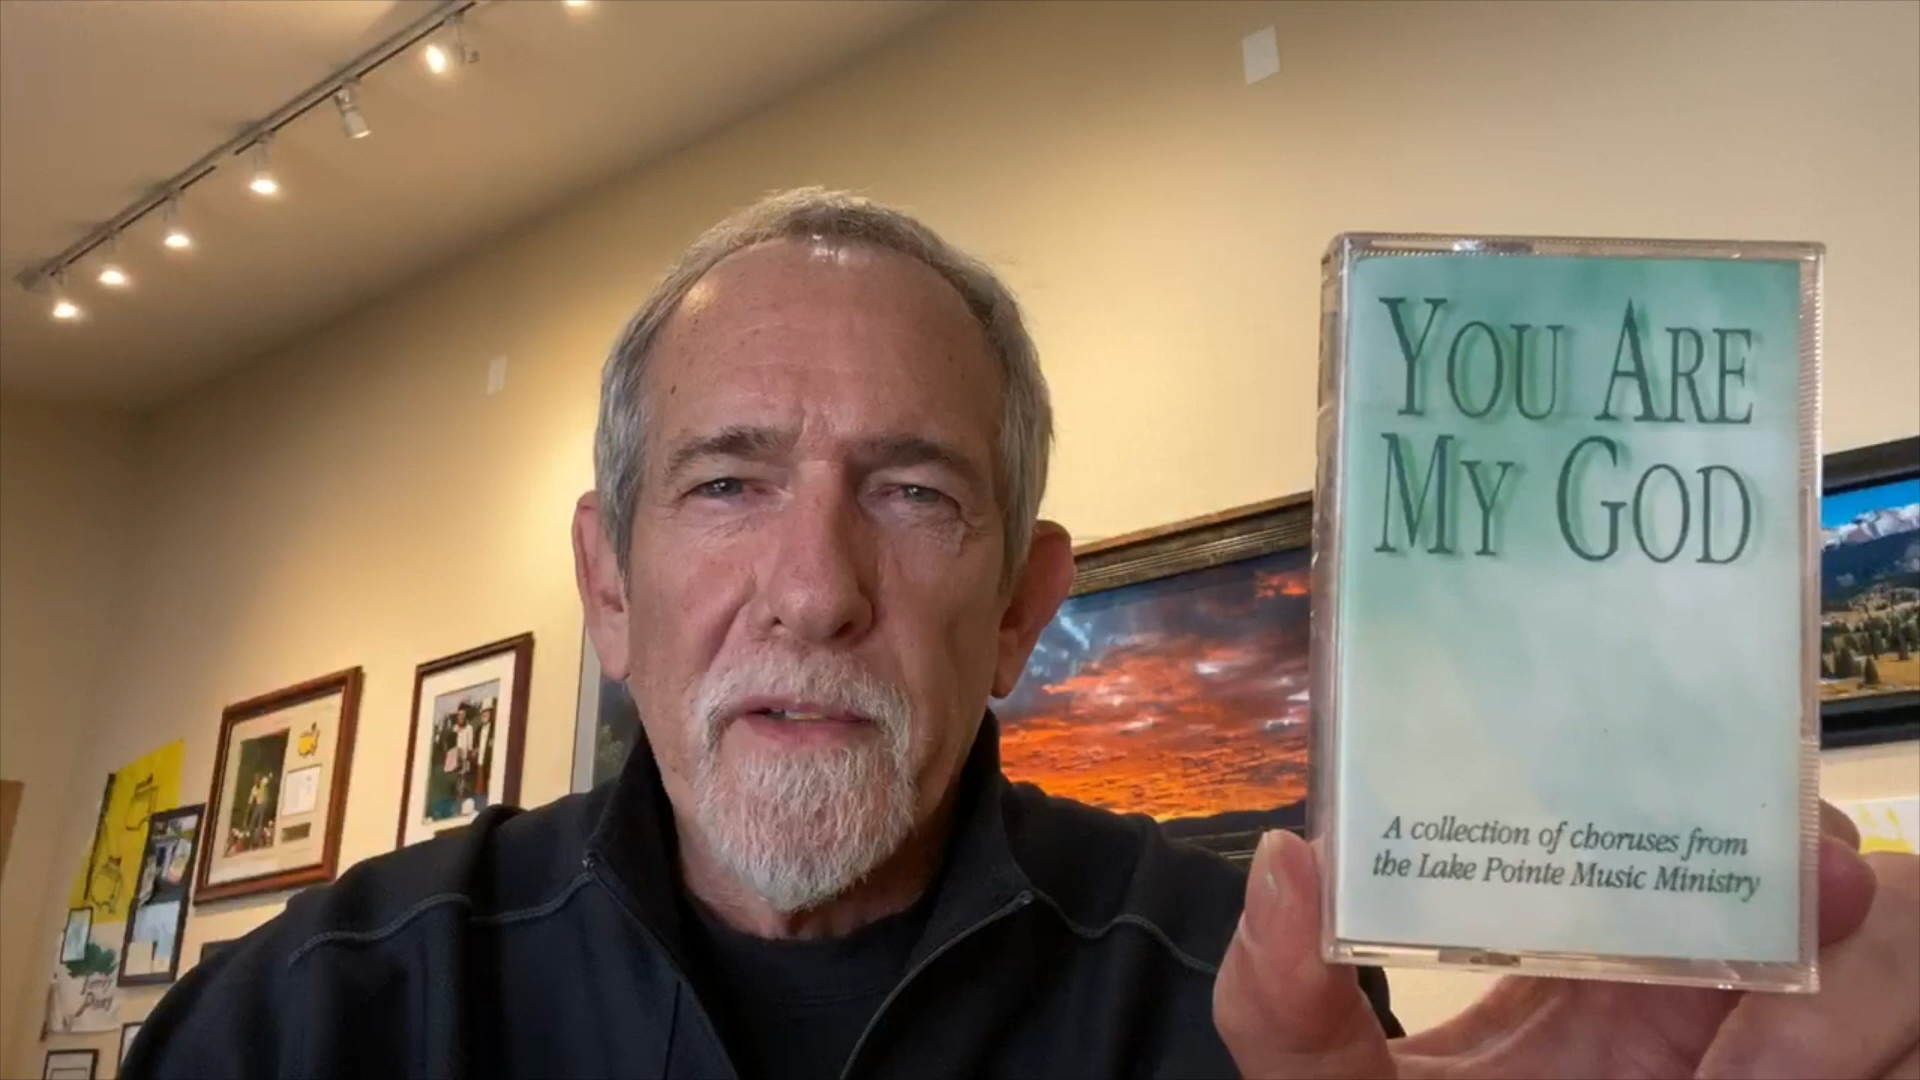 YOU ARE
MY GOD
A collection of choruses from
the Lake Pointe Music Ministry